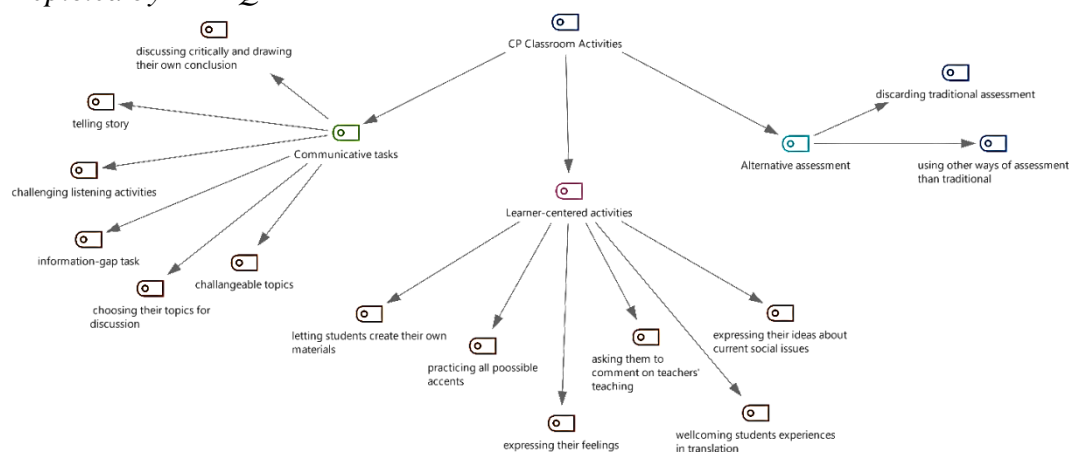 CP Classroom Activities
discussing critically and drawing
their own conclusion
telling story
Communicative tasks
challenging listening activities
information-gap task
choosing their topics for
discussion
challangeable topics
Learner-centered activities
letting students create their own
materials
practicing all poossible
accents
expressing their feelings
asking them to
comment on teachers'
teaching
wellcoming students experiences
in translation
expressing their ideas about
current social issues
Alternative assessment
discarding traditional assessment
using other ways of assessment
than traditional